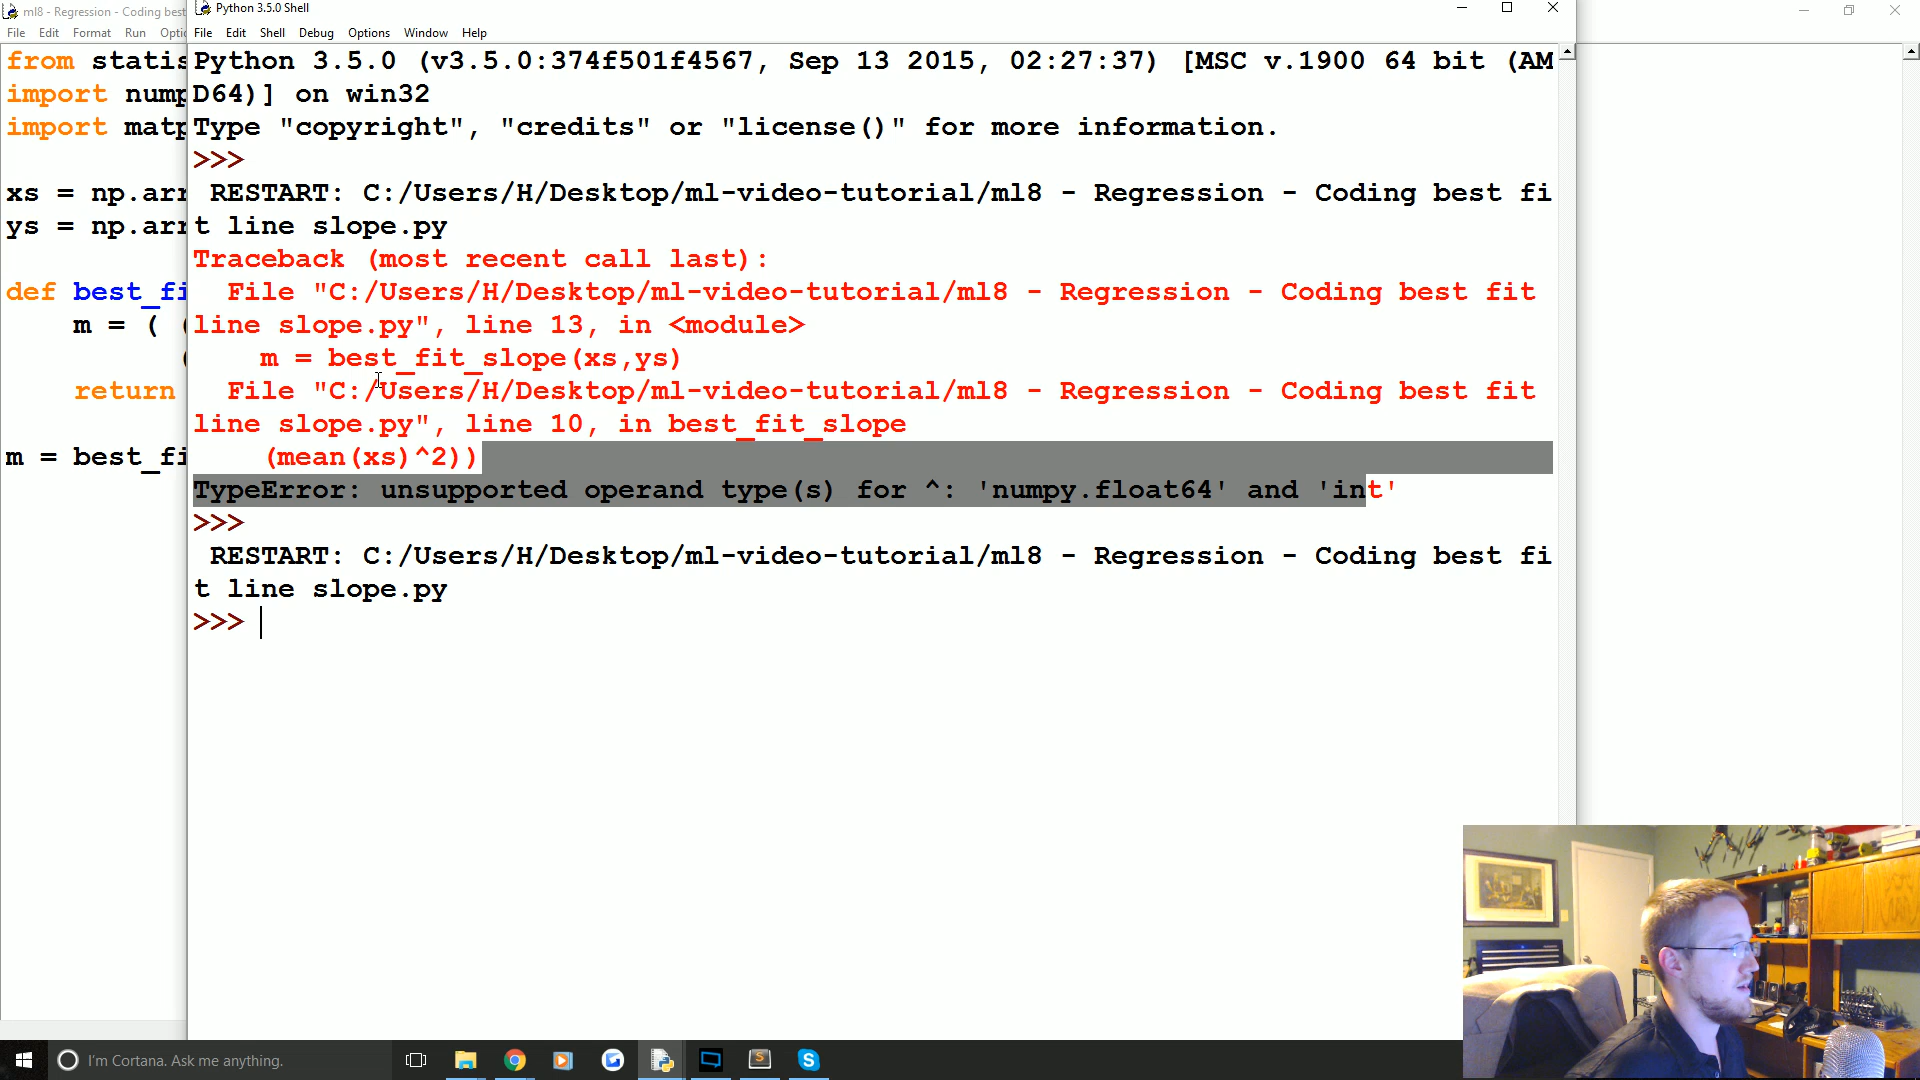 ml8 - Regression - Coding best
File Edit Format Run Optic
from statis
import nump
import matp
xs = np.arr
ys = np.arr
def best_fi
m = ( (
(
return
m = best_fi
Python 3.5.0 Shell
File Edit Shell Debug Options Window Help
Python 3.5.0 (v3.5.0:374f501f4567, Sep 13 2015, 02:27:37) [MSC v.1900 64 bit (AM
D64)] on win32
Type "copyright", "credits" or "license()" for more information.
>>>
RESTART: C:/Users/H/Desktop/ml-video-tutorial/ml8 - Regression - Coding best fi
t line slope.py
Traceback (most recent call last):
File "C:/Users/H/Desktop/ml-video-tutorial/ml8 - Regression - Coding best fit
line slope.py", line 13, in <module>
m = best_fit_slope(xs,ys)
File "C:/Users/H/Desktop/ml-video-tutorial/ml8 - Regression - Coding best fit
line slope.py", line 10, in best_fit_slope
(mean(xs)^2))
TypeError: unsupported operand type(s) for ^: 'numpy.float64' and 'int'
>>>
RESTART: C:/Users/H/Desktop/ml-video-tutorial/ml8 - Regression - Coding best fi
t line slope.py
>>>
I'm Cortana. Ask me anything.